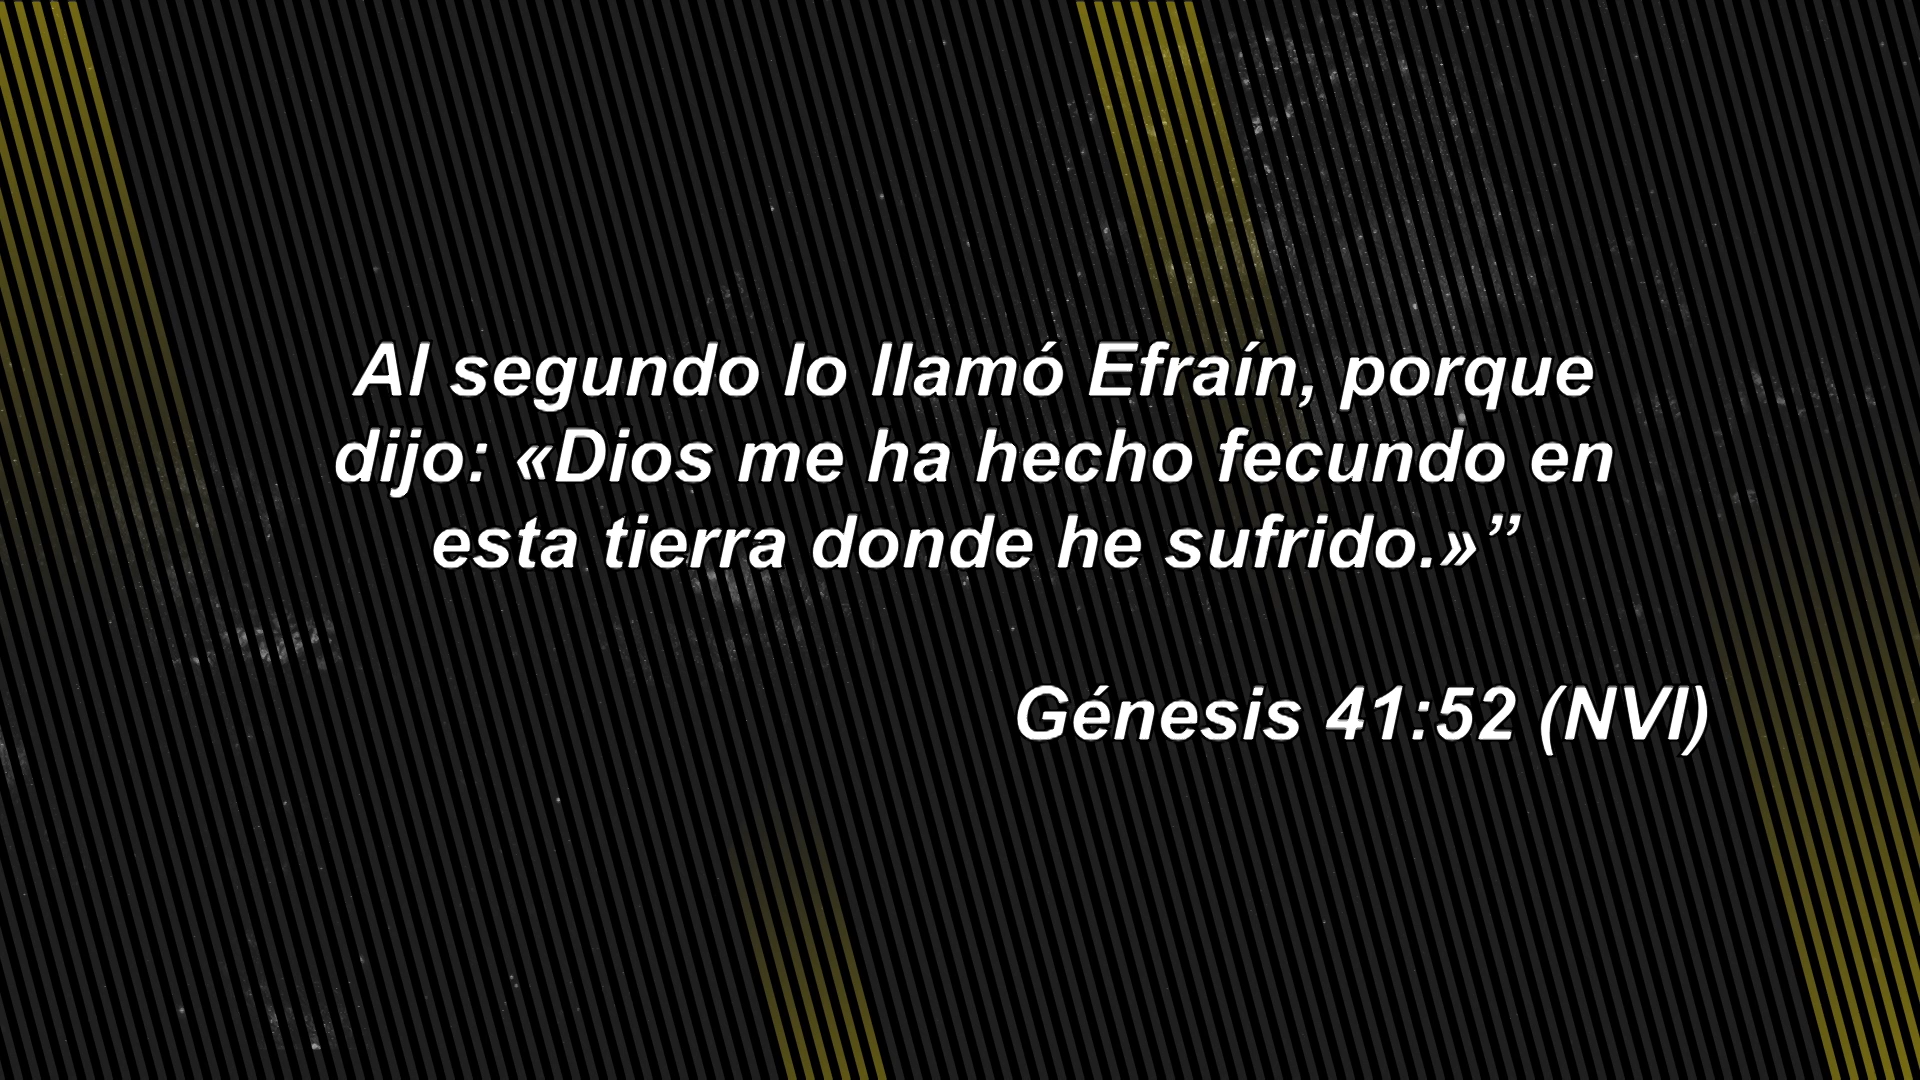 Al segundo lo llamó Efraín, porque
dijo: «Dios me ha hecho fecundo en
esta tierra donde he sufrido.»”
Génesis 41:52 (NVI)